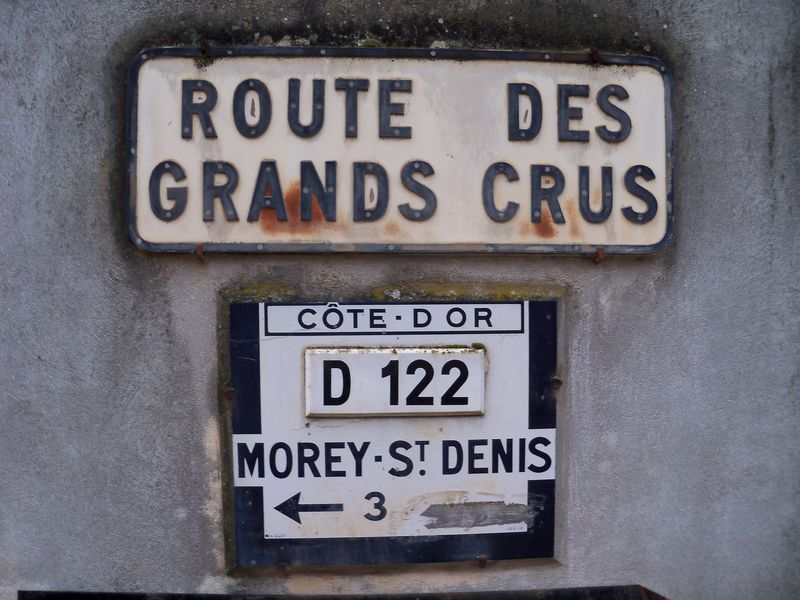 ROUTE DES
GRANDS CRUS
CÔTE-D OR
D 122
MOREY-ST DENIS
← 3